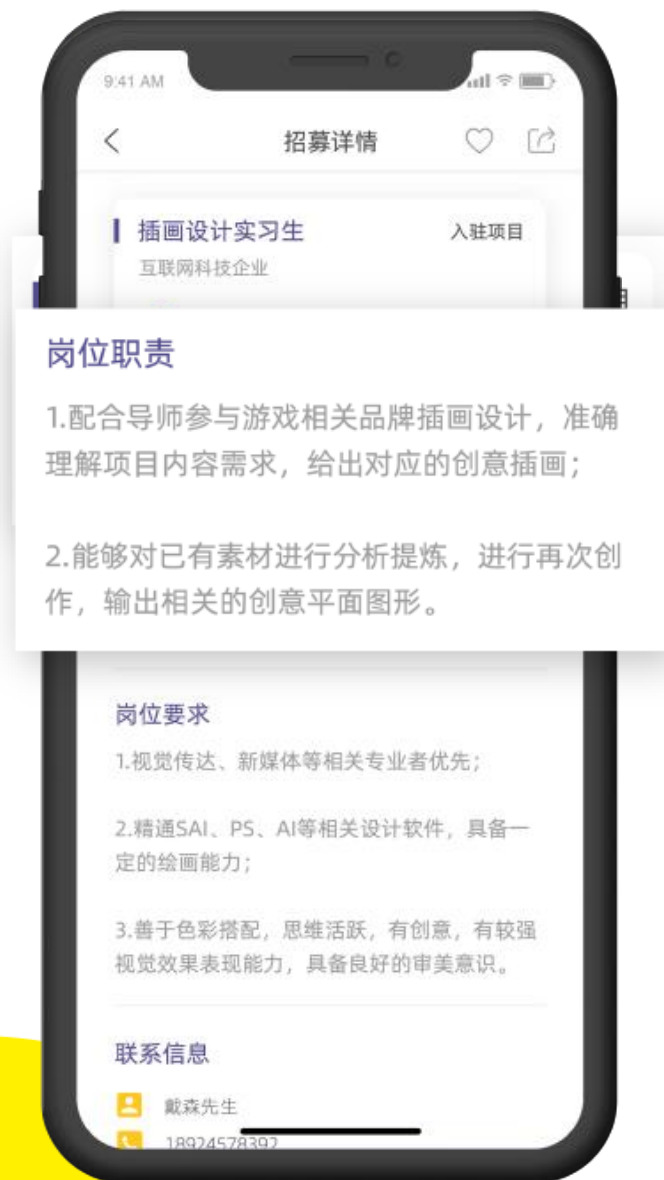 9:41 AM
招募详情
插画设计实习生
入驻项目
互联网科技企业
岗位职责
1.配合导师参与游戏相关品牌插画设计，准确
理解项目内容需求，给出对应的创意插画；
2.能够对已有素材进行分析提炼，进行再次创
作，输出相关的创意平面图形。
岗位要求
1.视觉传达、新媒体等相关专业者优先；
2.精通SAI、PS、AI等相关设计软件，具备一
定的绘画能力；
3.善于色彩搭配，思维活跃，有创意，有较强
视觉效果表现能力，具备良好的审美意识。
联系信息
戴森先生
18924578392